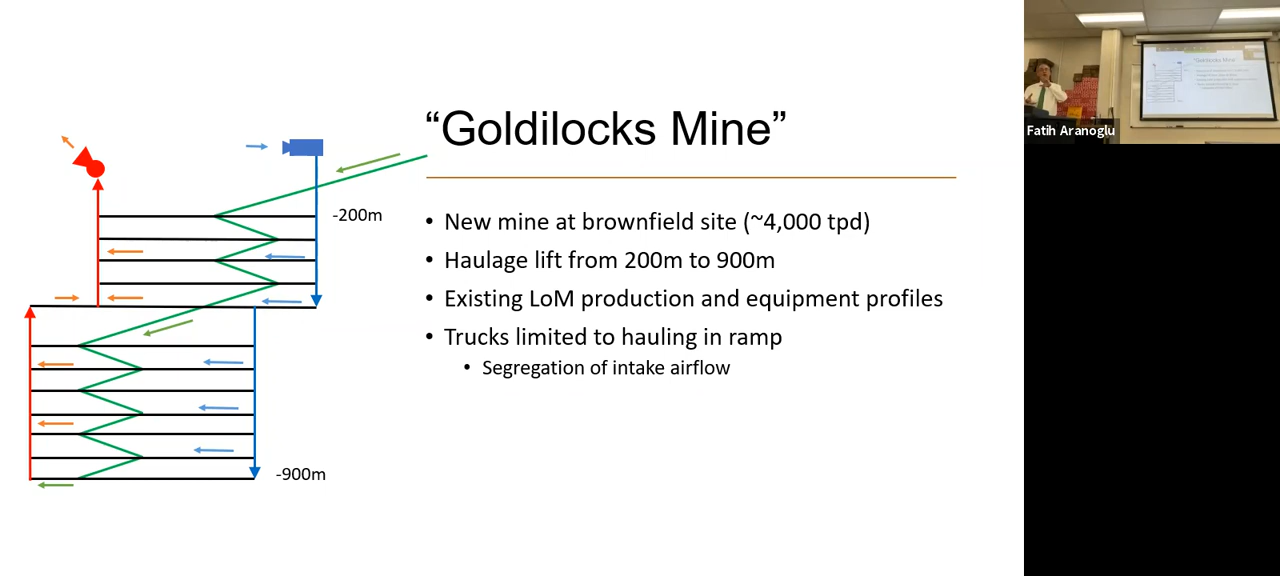 “Goldilocks Mine”
-200m
• New mine at brownfield site (~4,000 tpd)
• Haulage lift from 200m to 900m
• Existing LoM production and equipment profiles
• Trucks limited to hauling in ramp
• Segregation of intake airflow
-900m
Fatih Aranoglu